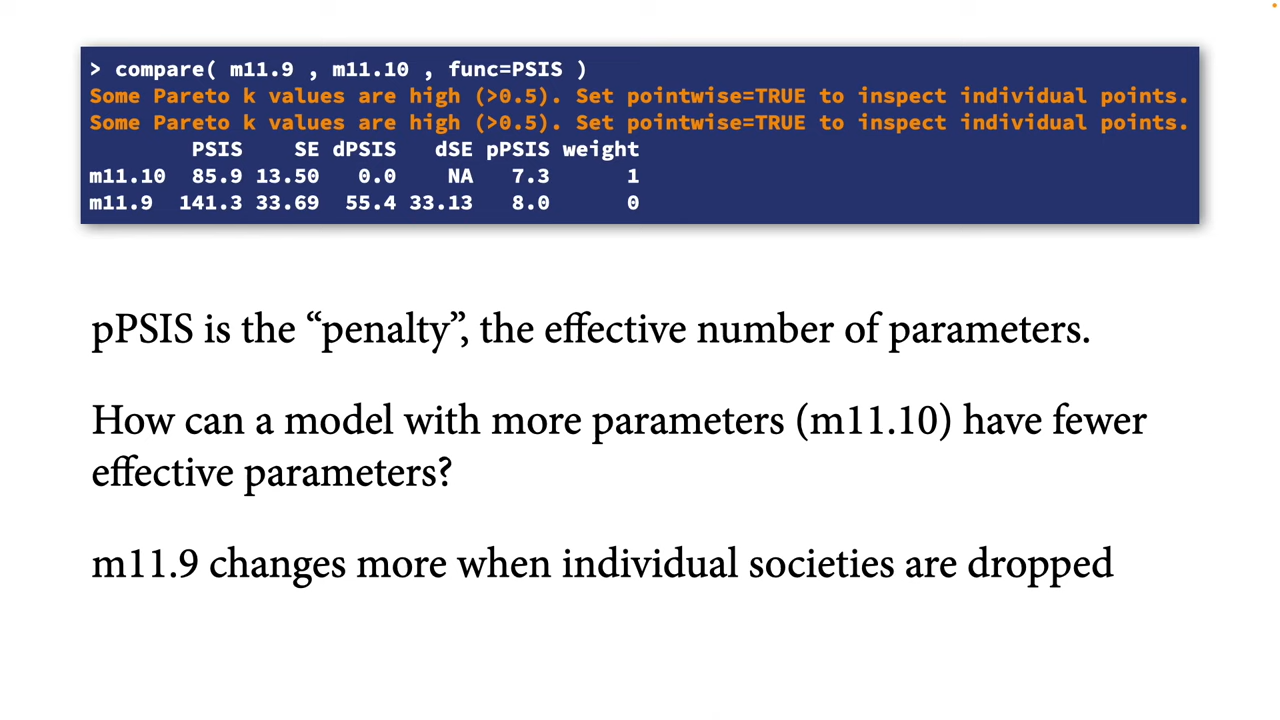 > compare( m11.9 , m11.10 , func=PSIS )
Some Pareto k values are high (>0.5). Set pointwise=TRUE to inspect individual points.
Some Pareto k values are high (>0.5). Set pointwise=TRUE to inspect individual points.
PSIS SE dPSIS dSE pPSIS weight
m11.10 85.9 13.50 0.0 NA 7.3 1
m11.9 141.3 33.69 55.4 33.13 8.0 0
pPSIS is the “penalty”, the effective number of parameters.
How can a model with more parameters (m11.10) have fewer
effective parameters?
m11.9 changes more when individual societies are dropped